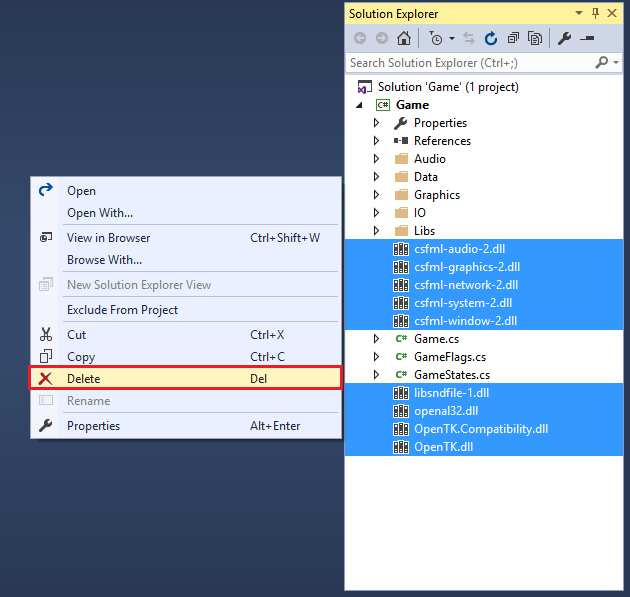 Solution Explorer
Search Solution Explorer (Ctrl+;)
Solution 'Game' (1 project)
C# Game
Properties
References
Audio
Data
Graphics
IO
Libs
csfml-audio-2.dll
csfml-graphics-2.dll
csfml-network-2.dll
csfml-system-2.dll
csfml-window-2.dll
C# Game.cs
C# GameFlags.cs
C# GameStates.cs
libsndfile-1.dll
openal32.dll
OpenTK.Compatibility.dll
OpenTK.dll
Open
Open With...
View in Browser Ctrl+Shift+W
Browse With...
New Solution Explorer View
Exclude From Project
Cut Ctrl+X
Copy Ctrl+C
Delete Del
Rename
Properties Alt+Enter